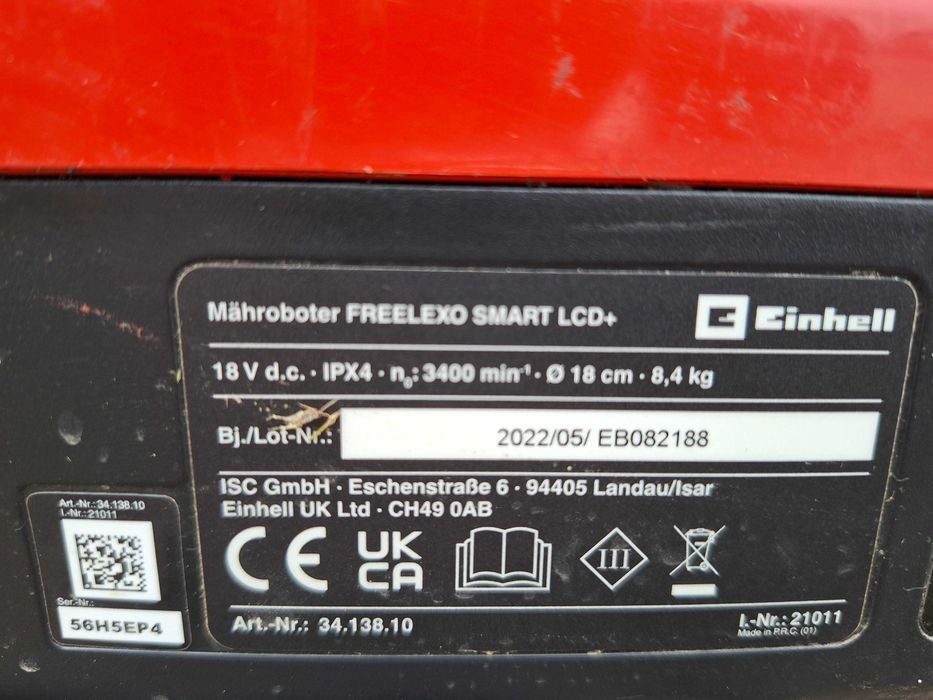 Mähroboter FREELEXO SMART LCD+
Einhell
18 V d.c. · IPX4 · n₀: 3400 min⁻¹ · Ø 18 cm · 8,4 kg
Bj./Lot-Nr.: 2022/05/ EB082188
ISC GmbH · Eschenstraße 6 · 94405 Landau/Isar
Einhell UK Ltd · CH49 0AB
CE
UK
CA
III
Art.-Nr.: 34.138.10
I.-Nr.: 21011
Made in P.R.C. (01)
Art.-Nr.: 34.138.10
I.-Nr.: 21011
Ser.-Nr.:
56H5EP4